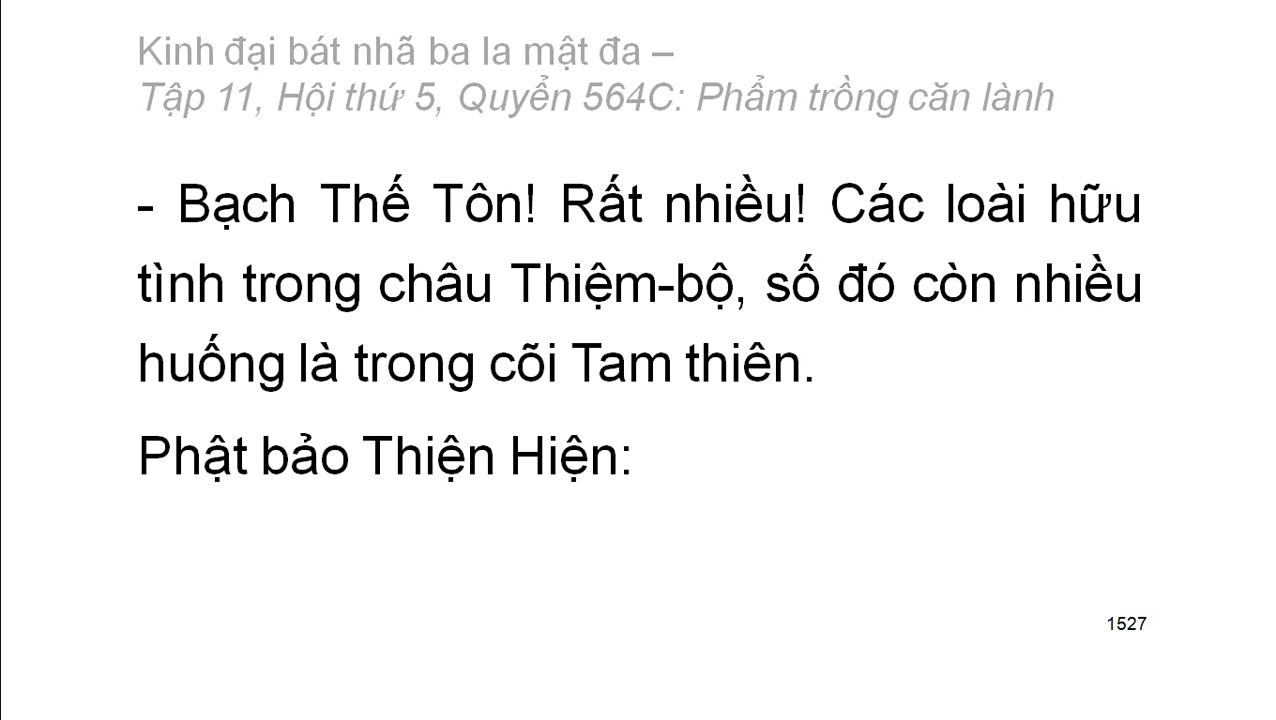 Kinh đại bát nhã ba la mật đa –
Tập 11, Hội thứ 5, Quyển 564C: Phẩm trồng căn lành
- Bạch Thế Tôn! Rất nhiều! Các loài hữu
tình trong châu Thiệm-bộ, số đó còn nhiều
huống là trong cõi Tam thiên.
Phật bảo Thiện Hiện:
1527